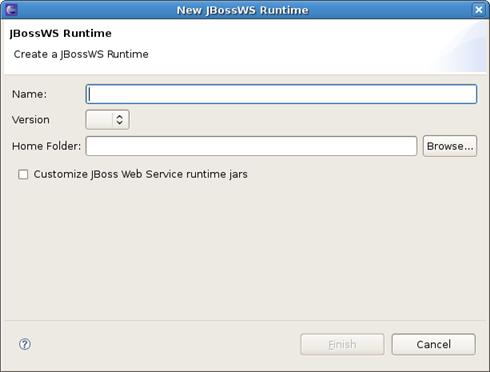 New JBossWS Runtime
JBossWS Runtime
Create a JBossWS Runtime
Name:
Version
Home Folder:
Browse...
Customize JBoss Web Service runtime jars
?
Finish
Cancel